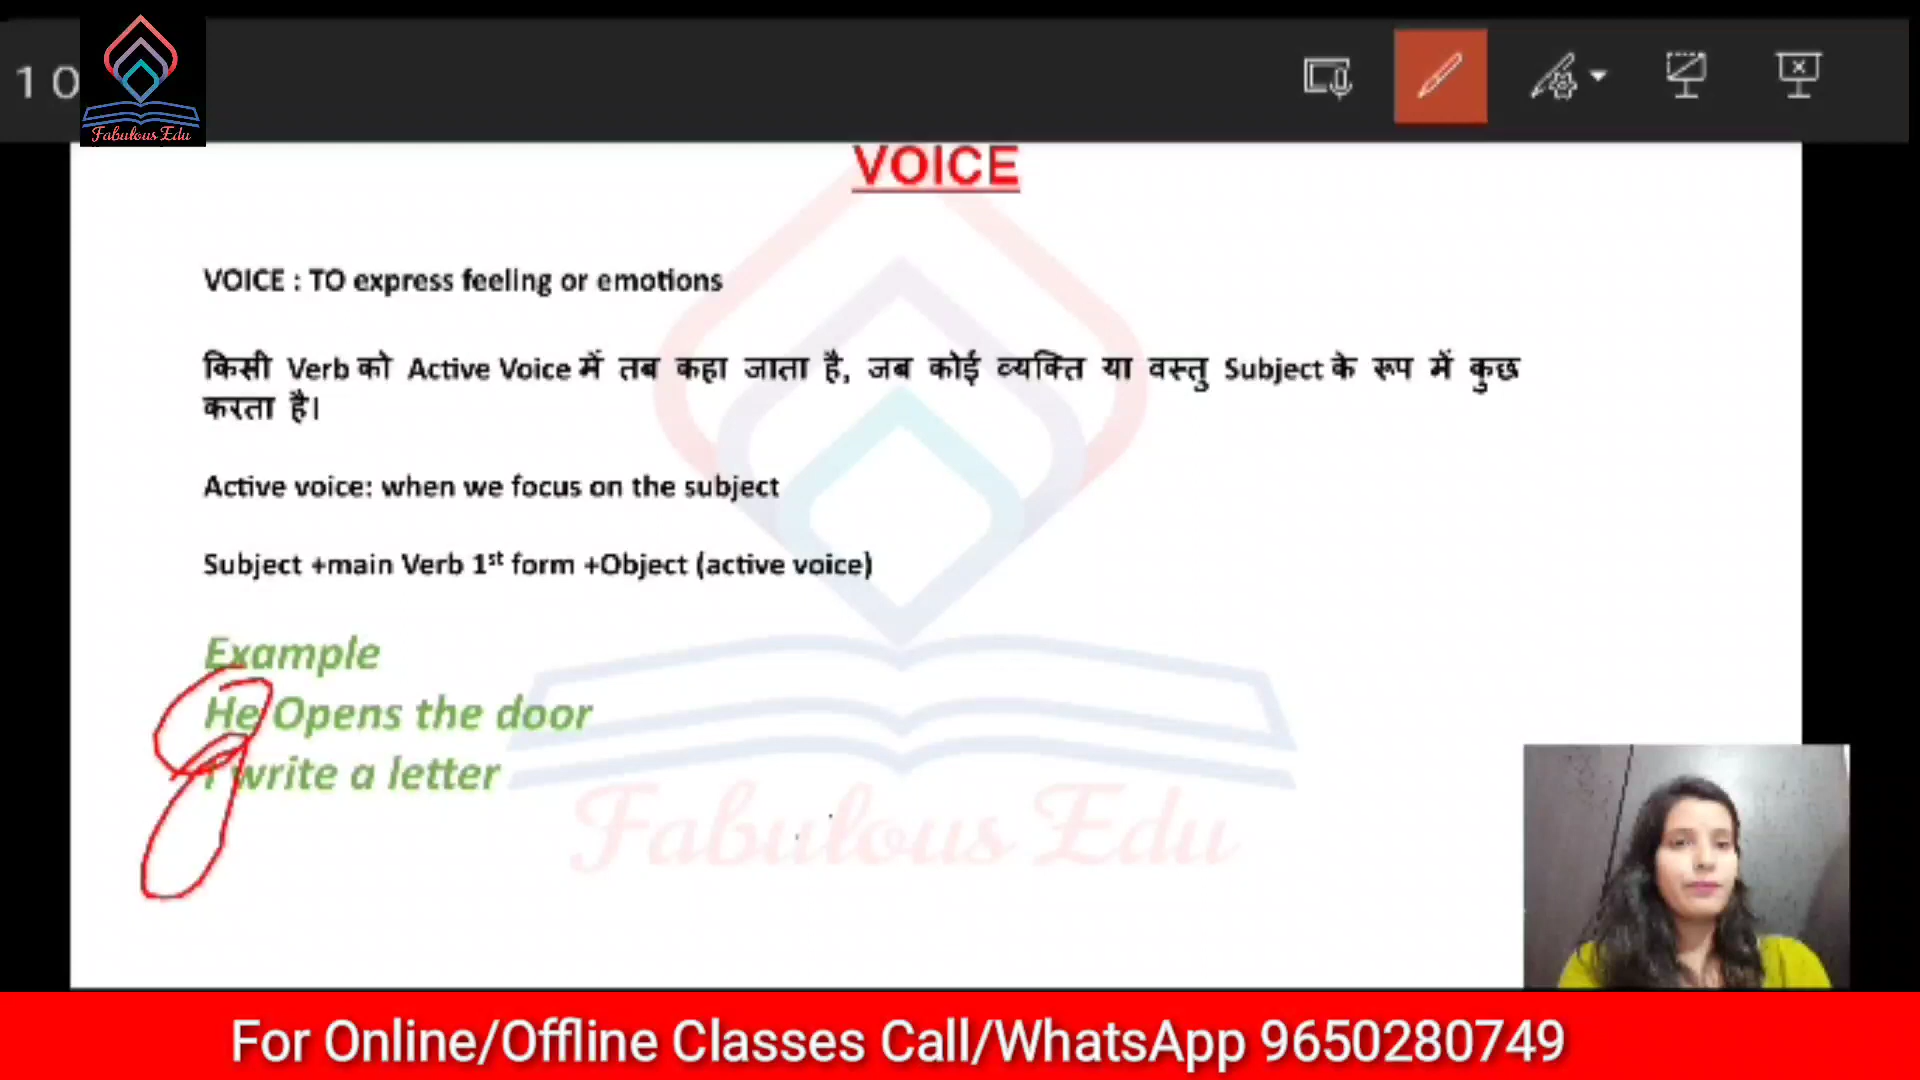 10
Fabulous Edu
VOICE
VOICE : TO express feeling or emotions
किसी Verb को Active Voice में तब कहा जाता है, जब कोई व्यक्ति या वस्तु Subject के रूप में कुछ
करता है।
Active voice: when we focus on the subject
Subject +main Verb 1st form +Object (active voice)
Example
He Opens the door
I write a letter
Fabulous Edu
For Online/Offline Classes Call/WhatsApp 9650280749